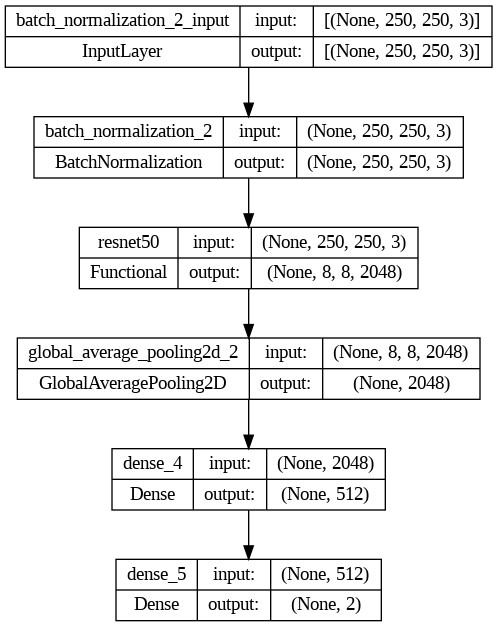 batch_normalization_2_input input: [(None, 250, 250, 3)]
InputLayer output: [(None, 250, 250, 3)]
batch_normalization_2 input: (None, 250, 250, 3)
BatchNormalization output: (None, 250, 250, 3)
resnet50 input: (None, 250, 250, 3)
Functional output: (None, 8, 8, 2048)
global_average_pooling2d_2 input: (None, 8, 8, 2048)
GlobalAveragePooling2D output: (None, 2048)
dense_4 input: (None, 2048)
Dense output: (None, 512)
dense_5 input: (None, 512)
Dense output: (None, 2)